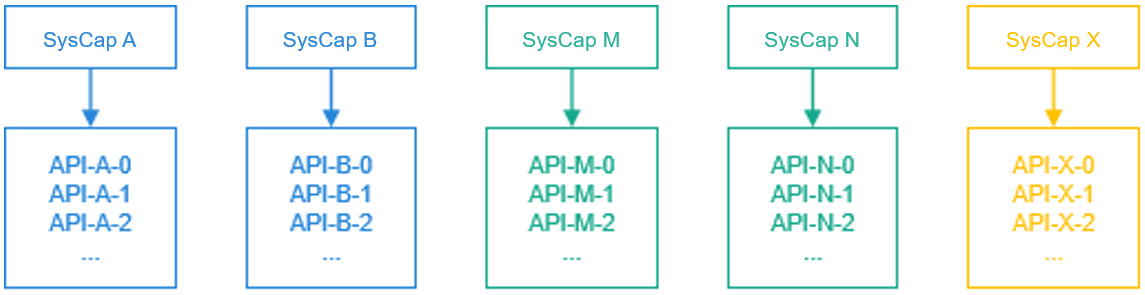 SysCap A
SysCap B
SysCap M
SysCap N
SysCap X
API-A-0
API-A-1
API-A-2
...
API-B-0
API-B-1
API-B-2
...
API-M-0
API-M-1
API-M-2
...
API-N-0
API-N-1
API-N-2
...
API-X-0
API-X-1
API-X-2
...